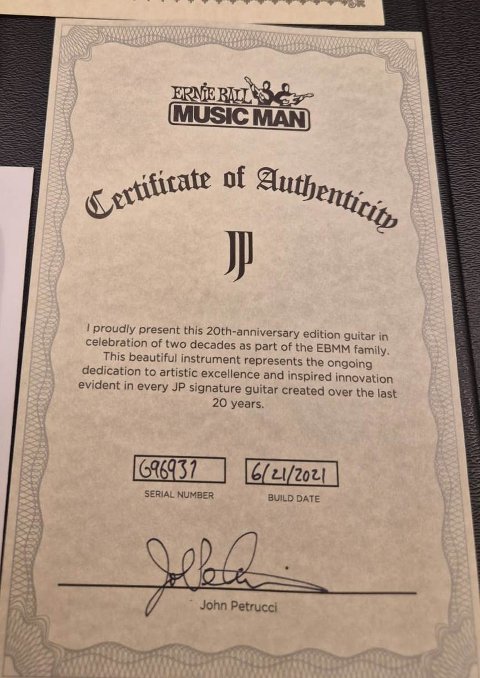 ERNIE BALL
MUSIC MAN
Certificate of Authenticity
JP
I proudly present this 20th-anniversary edition guitar in
celebration of two decades as part of the EBMM family.
This beautiful instrument represents the ongoing
dedication to artistic excellence and inspired innovation
evident in every JP signature guitar created over the last
20 years.
G96937 6/21/2021
SERIAL NUMBER BUILD DATE
John Petrucci